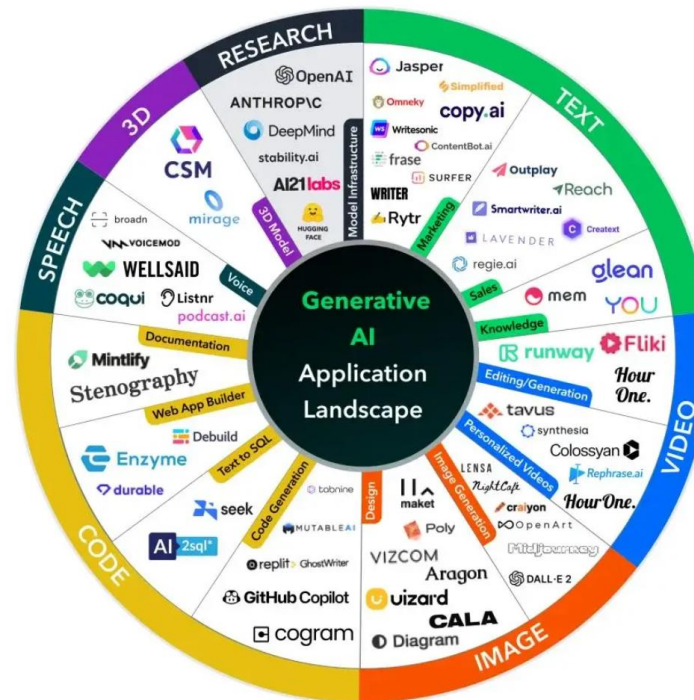 Generative
AI
Application
Landscape
RESEARCH
Model Infrastructure
OpenAI
ANTHROP\C
DeepMind
stability.ai
AI21labs
HUGGING
FACE
TEXT
Marketing
Jasper
Simplified
Omneky
copy.ai
WS
Writesonic
ContentBot.ai
frase
SURFER
WRITER
Rytr
Sales
Outplay
Reach
Smartwriter.ai
C
Creatext
LAVENDER
regie.ai
Knowledge
glean
mem
YOU
VIDEO
Editing/Generation
runway
Fliki
Hour
One.
Personalized Videos
tavus
synthesia
Colossyan
Rephrase.ai
HourOne.
IMAGE
Image Generation
LENSA
NightCafe
craiyon
OpenArt
Midjourney
DALL·E 2
Design
maket
Poly
VIZCOM
Aragon
uizard
CALA
Diagram
CODE
Code Generation
tabnine
MUTABLEAI
replit GhostWriter
GitHub Copilot
cogram
Text to SQL
seek
AI 2sql
Web App Builder
Debuild
Enzyme
durable
Documentation
Mintlify
Stenography
SPEECH
Voice
broadn
VOICEMOD
WELLSAID
coqui
Listnr
podcast.ai
3D
3D Model
CSM
mirage